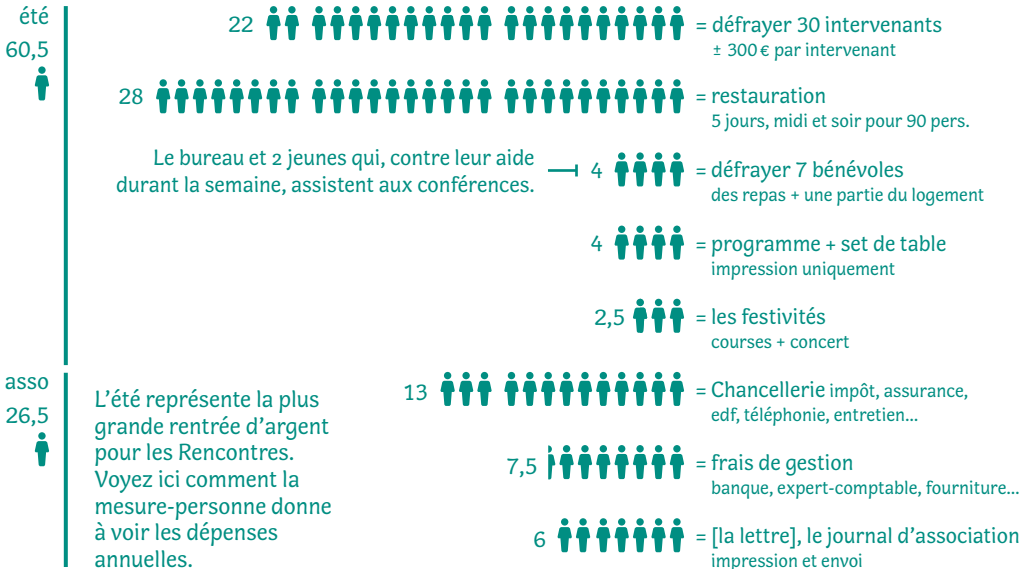 été
60,5
22 = défrayer 30 intervenants
± 300 € par intervenant
28 = restauration
5 jours, midi et soir pour 90 pers.
Le bureau et 2 jeunes qui, contre leur aide
durant la semaine, assistent aux conférences.
4 = défrayer 7 bénévoles
des repas + une partie du logement
4 = programme + set de table
impression uniquement
2,5 = les festivités
courses + concert
asso
26,5
L’été représente la plus
grande rentrée d’argent
pour les Rencontres.
Voyez ici comment la
mesure-personne donne
à voir les dépenses
annuelles.
13 = Chancellerie impôt, assurance,
edf, téléphonie, entretien...
7,5 = frais de gestion
banque, expert-comptable, fourniture...
6 = [la lettre], le journal d’association
impression et envoi